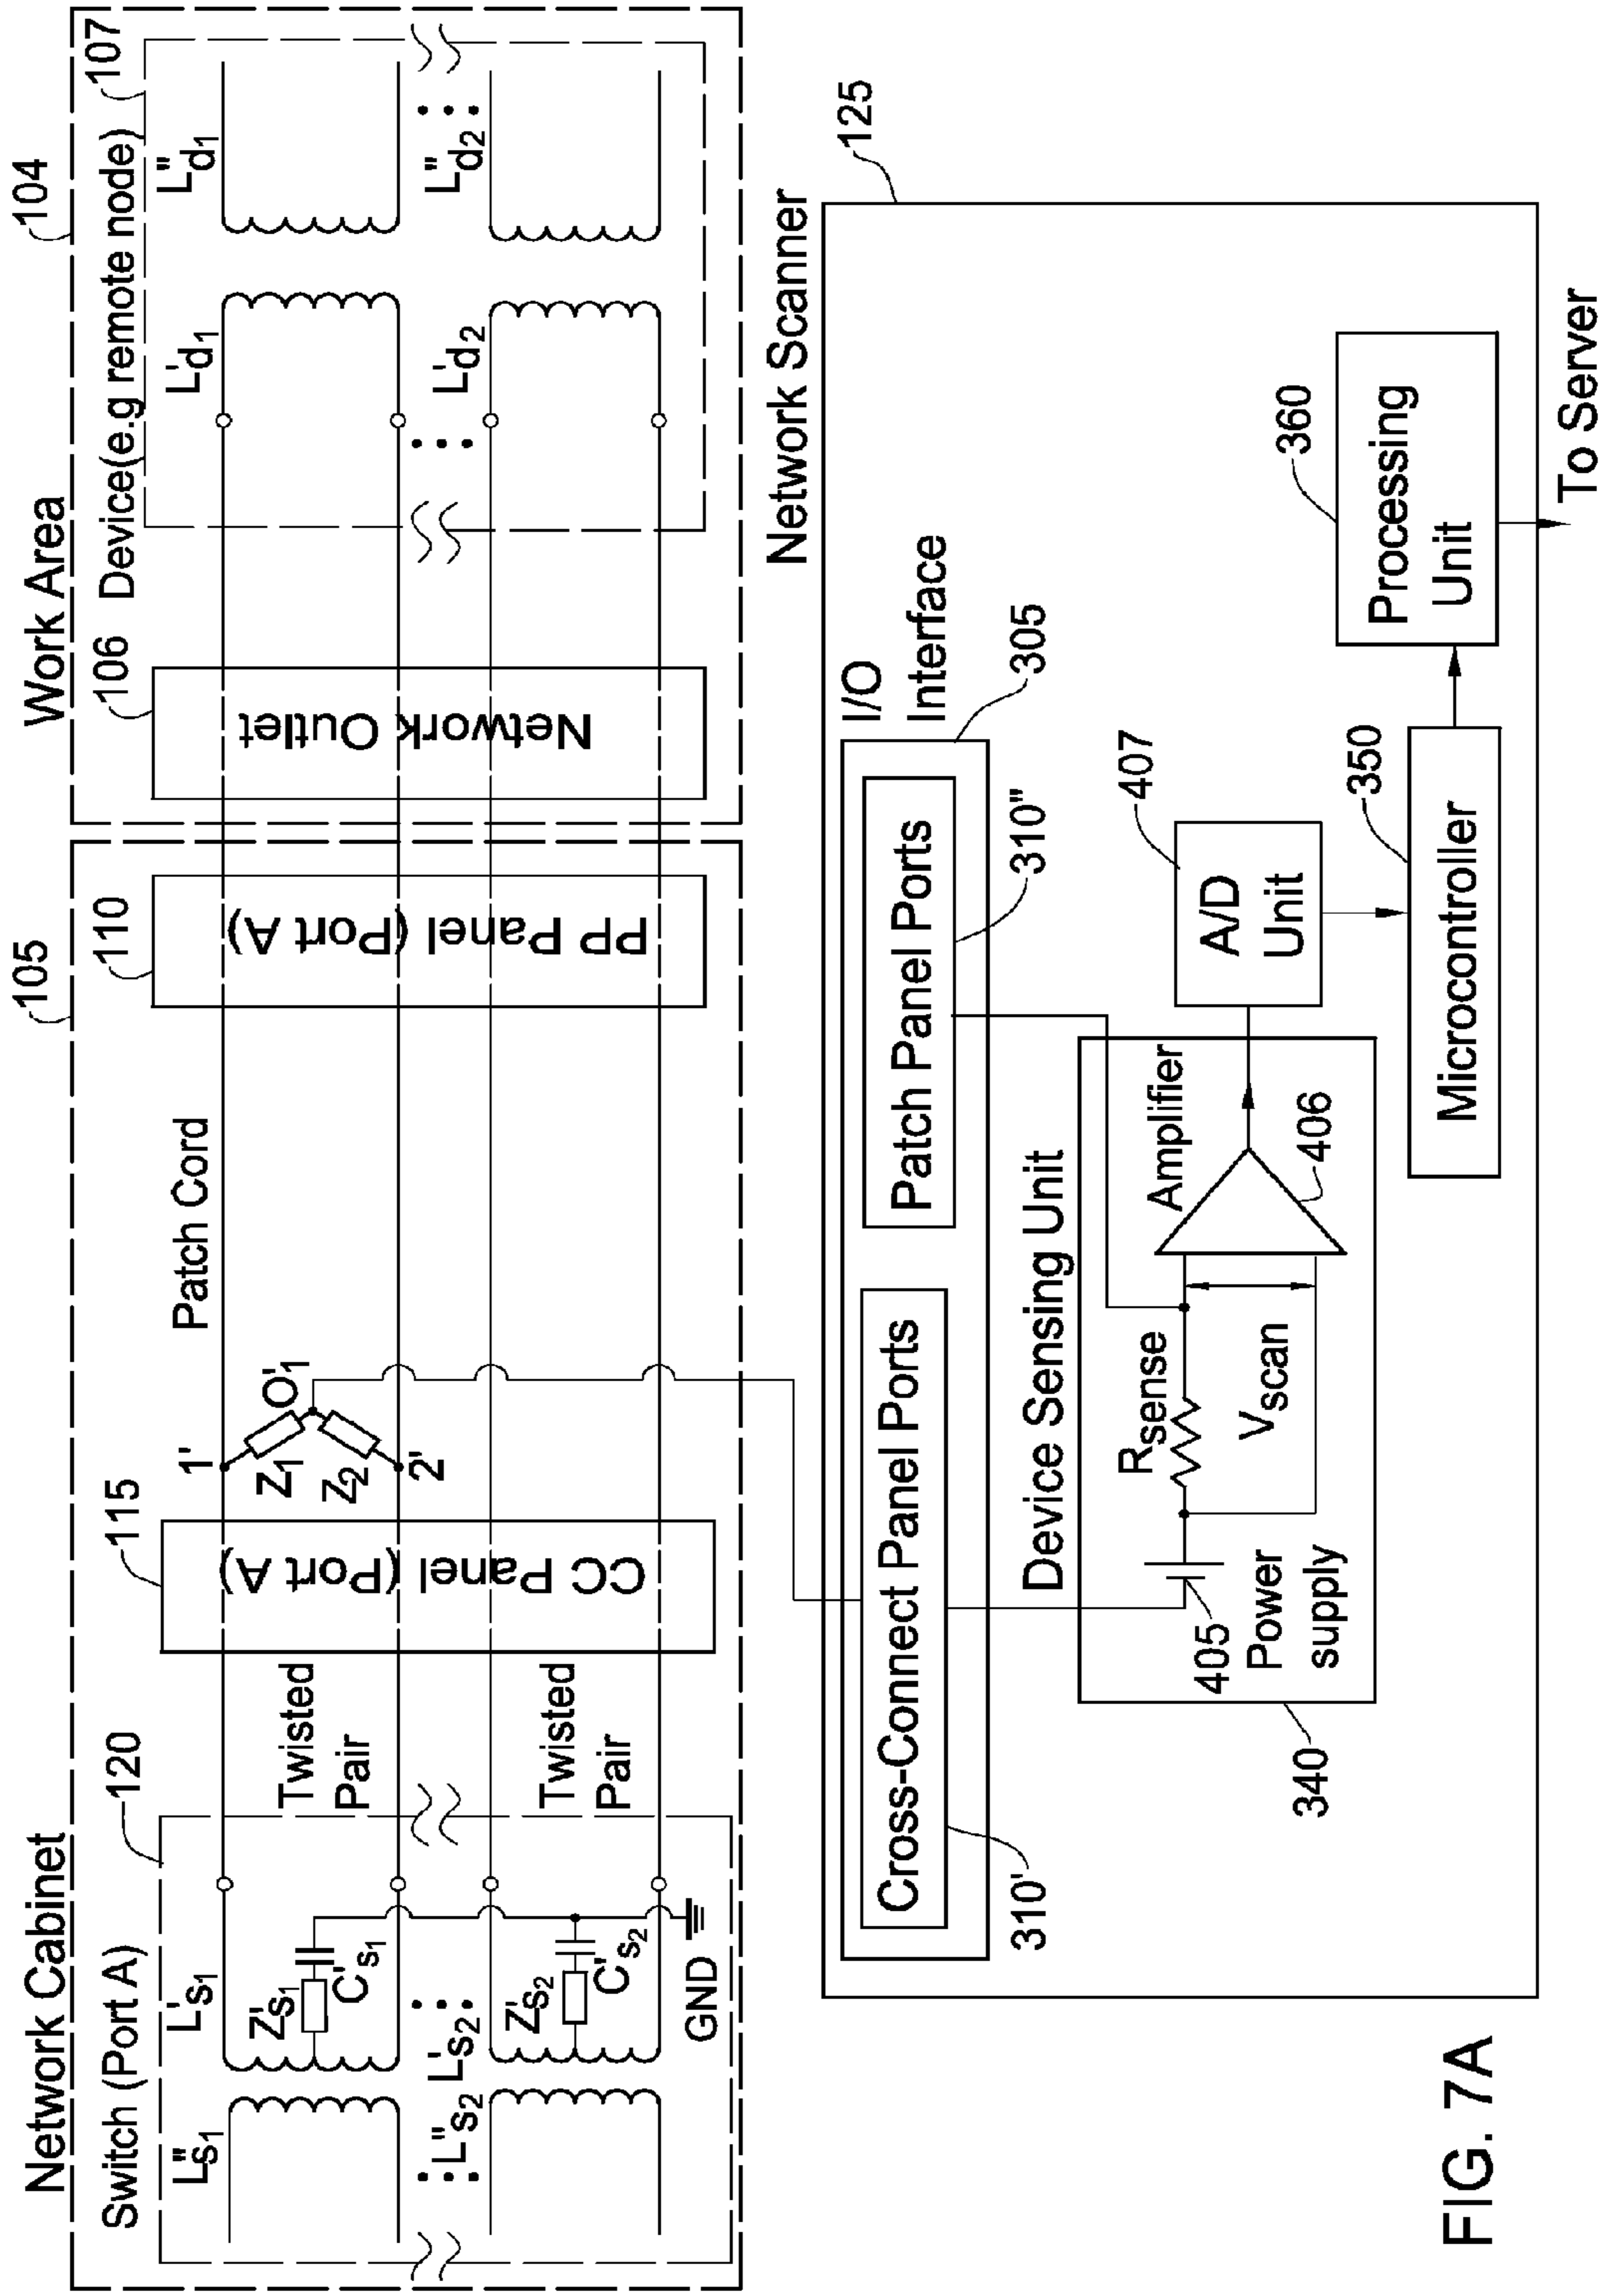 Network Cabinet
105
Work Area
104
Switch (Port A)
120
115
Patch Cord
110
106
Device(e.g remote node)
107
L"s1
L's1
Z's1
C's1
Twisted
Pair
CC Panel (Port A)
1'
Z1
Z2
O'1
2'
PP Panel (Port A)
Network Outlet
L'd1
L"d1
L"s2
L's2
Z's2
C's2
GND
Twisted
Pair
L'd2
L"d2
Network Scanner
125
I/O
Interface
305
Cross-Connect Panel Ports
310'
Patch Panel Ports
310"
Device Sensing Unit
340
405
Power
supply
Rsense
Vscan
Amplifier
406
A/D
Unit
407
Microcontroller
350
Processing
Unit
360
To Server
FIG. 7A